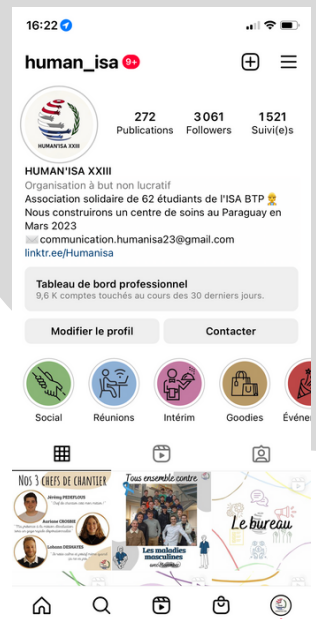 16:22
human_isa 9+
HUMAN'ISA XXIII
272 3 061 1 521
Publications Followers Suivi(e)s
HUMAN'ISA XXIII
Organisation à but non lucratif
Association solidaire de 62 étudiants de l'ISA BTP
Nous construirons un centre de soins au Paraguay en
Mars 2023
communication.humanisa23@gmail.com
linktr.ee/Humanisa
Tableau de bord professionnel
9,6 K comptes touchés au cours des 30 derniers jours.
Modifier le profil Contacter
Social Réunions Intérim Goodies Événe
Nos 3 CHEFS DE CHANTIER
Tous ensemble contre
Le bureau
Les maladies
masculines